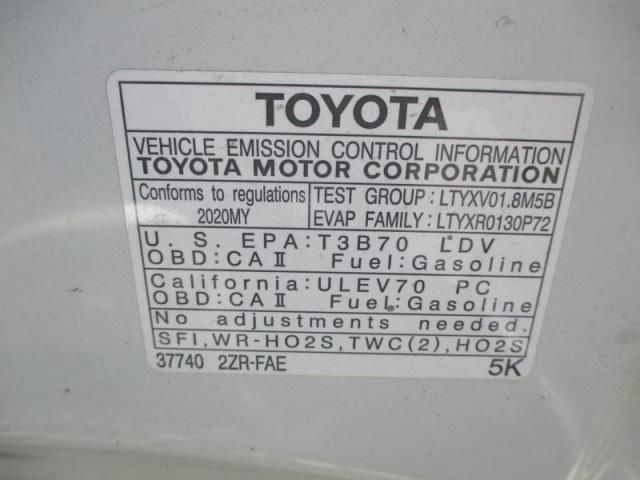 TOYOTA
VEHICLE EMISSION CONTROL INFORMATION
TOYOTA MOTOR CORPORATION
Conforms to regulations
2020MY
TEST GROUP: LTYXV01.8M5B
EVAP FAMILY: LTYXR0130P72
U. S. EPA: T3B70 LDV
OBD: CA II Fuel: Gasoline
California: ULEV70 PC
OBD: CA II Fuel: Gasoline
No adjustments needed.
SFI, WR-HO2S, TWC(2), HO2S
37740 2ZR-FAE 5K